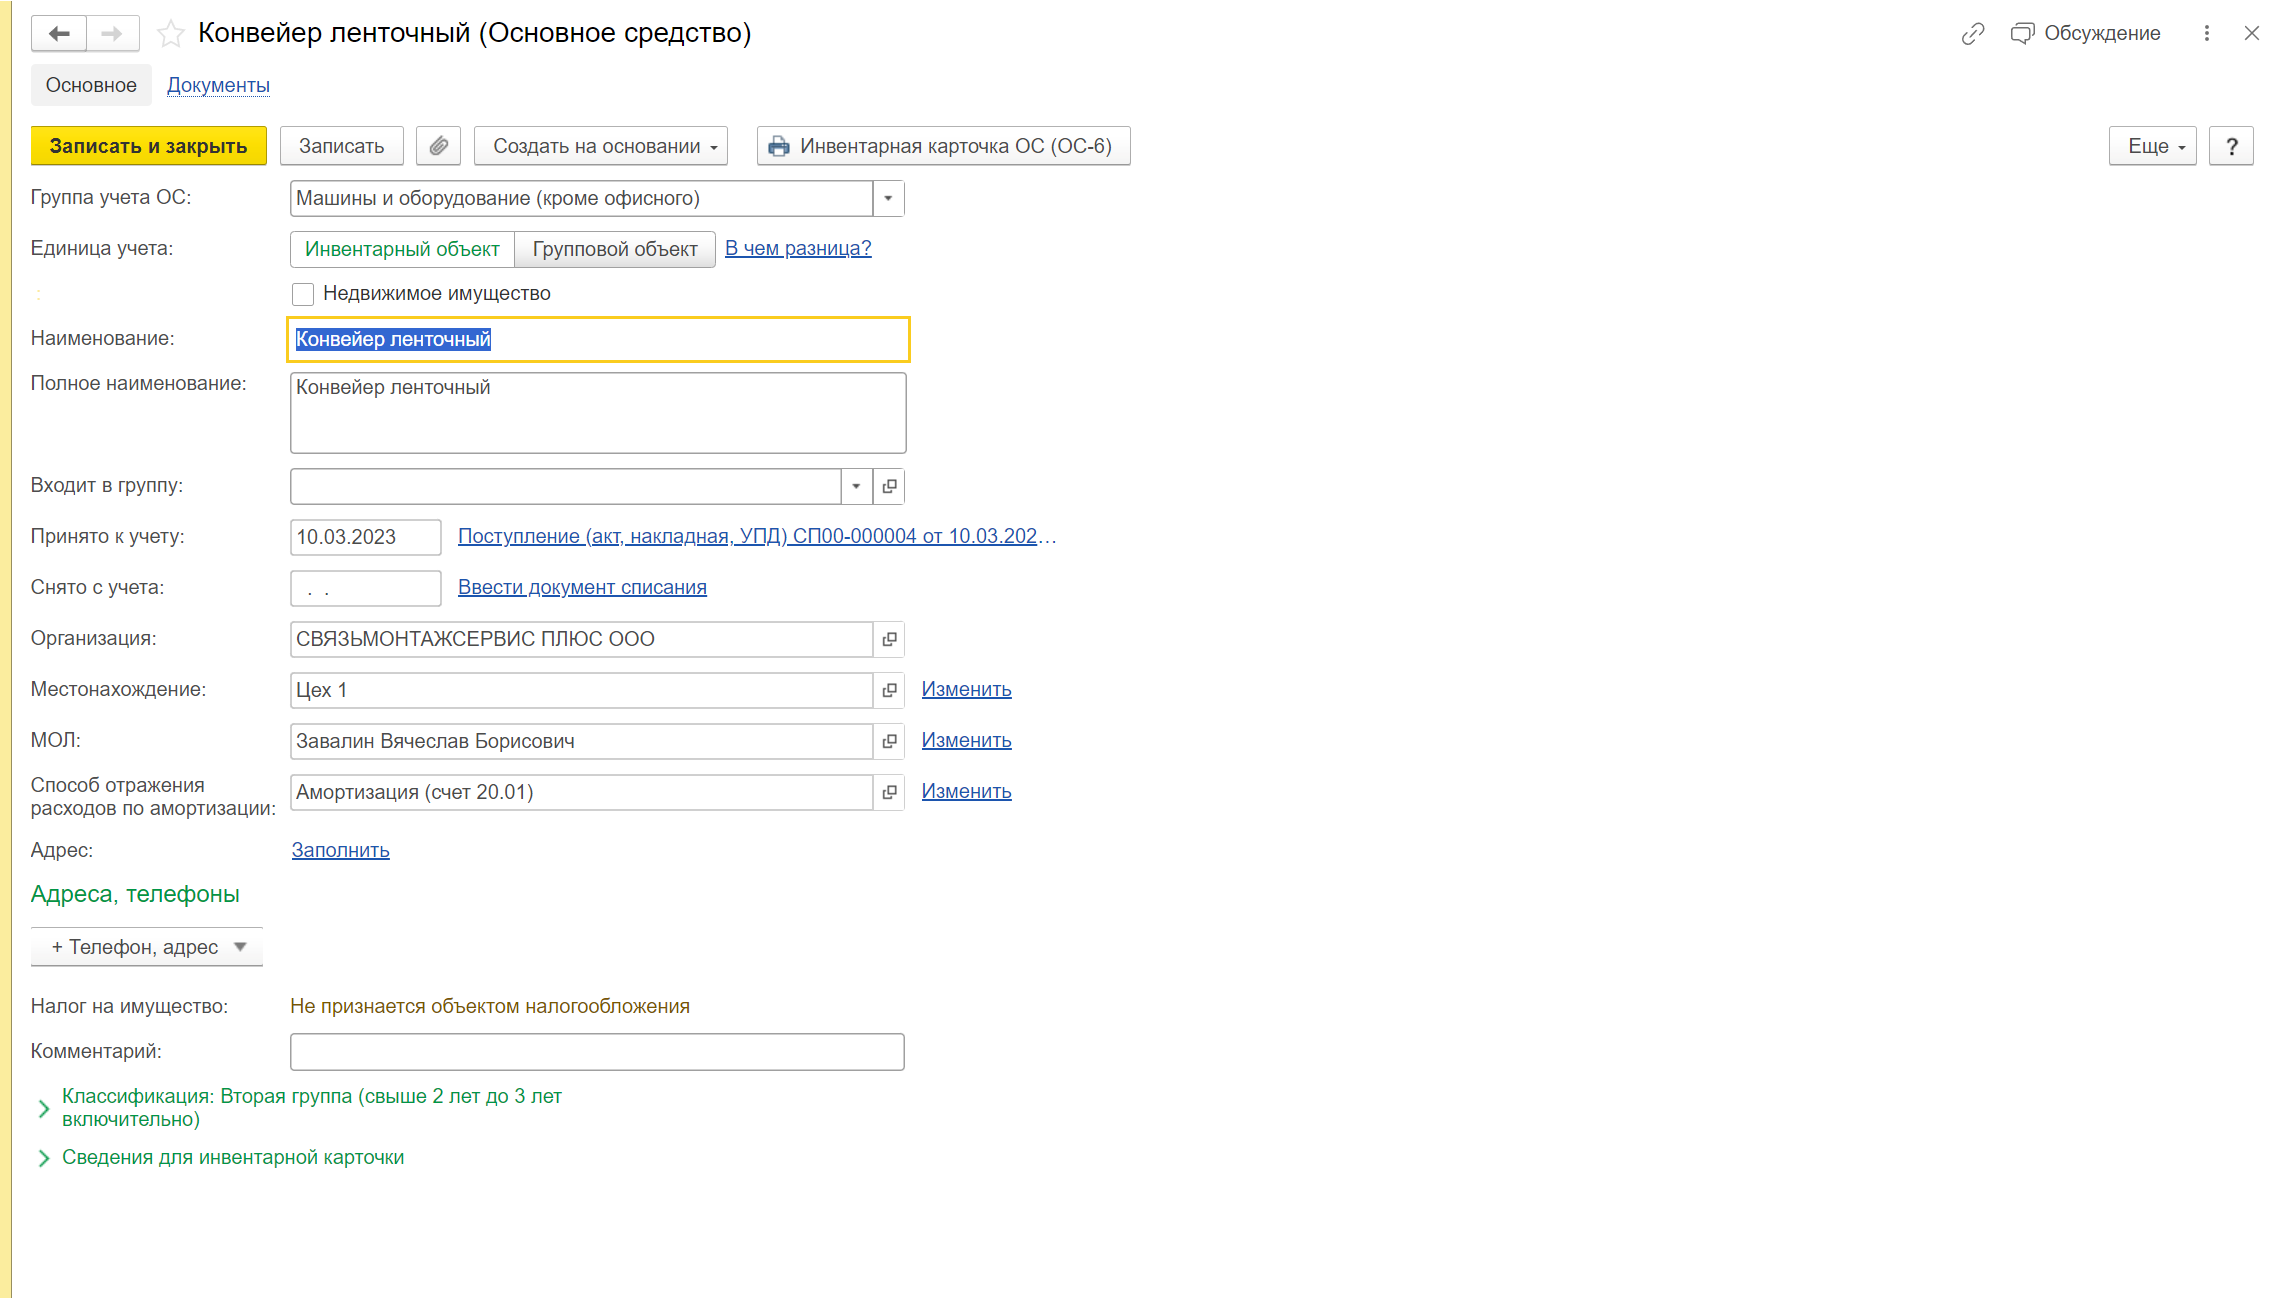 Конвейер ленточный (Основное средство)
Обсуждение
Основное Документы
Записать и закрыть Записать Создать на основании Инвентарная карточка ОС (ОС-6) Еще ?
Группа учета ОС: Машины и оборудование (кроме офисного)
Единица учета: Инвентарный объект Групповой объект В чем разница?
: Недвижимое имущество
Наименование: Конвейер ленточный
Полное наименование: Конвейер ленточный
Входит в группу:
Принято к учету: 10.03.2023 Поступление (акт, накладная, УПД) СП00-000004 от 10.03.202...
Снято с учета: . . Ввести документ списания
Организация: СВЯЗЬМОНТАЖСЕРВИС ПЛЮС ООО
Местонахождение: Цех 1 Изменить
МОЛ: Завалин Вячеслав Борисович Изменить
Способ отражения
расходов по амортизации: Амортизация (счет 20.01) Изменить
Адрес: Заполнить
Адреса, телефоны
+ Телефон, адрес
Налог на имущество: Не признается объектом налогообложения
Комментарий:
Классификация: Вторая группа (свыше 2 лет до 3 лет
включительно)
Сведения для инвентарной карточки